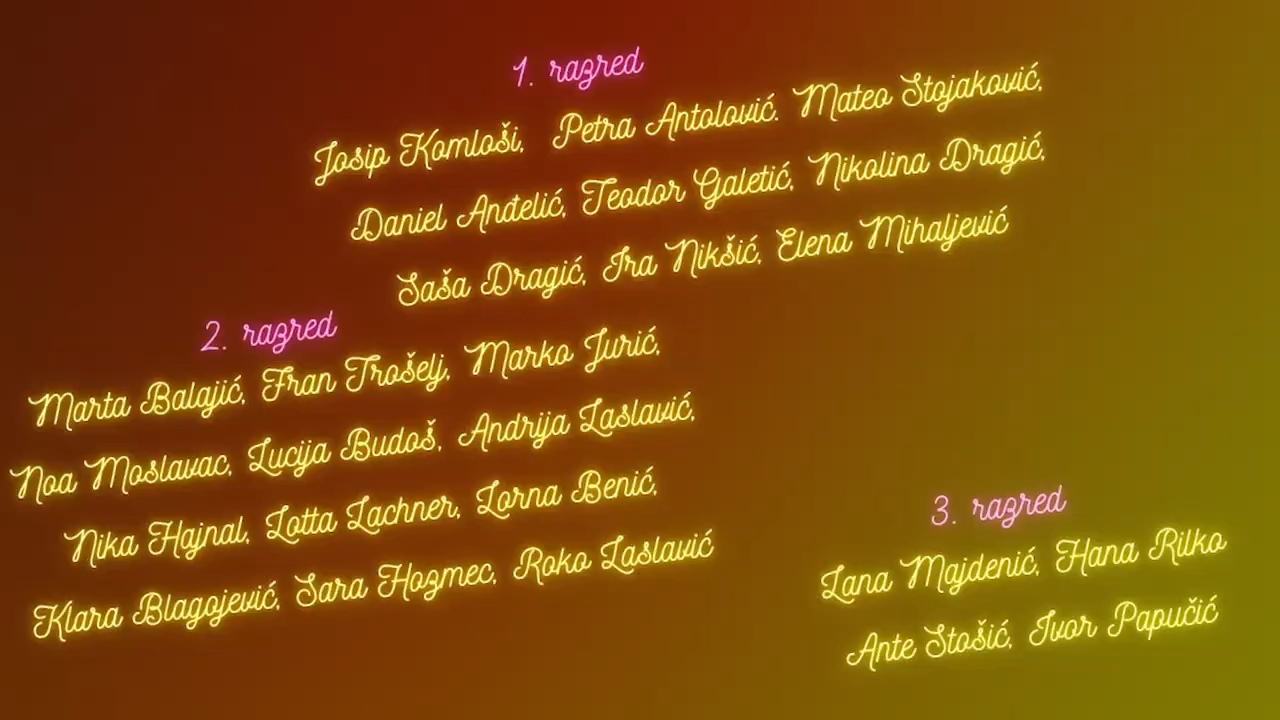 1. razred
Josip Komloši, Petra Antolović. Mateo Stojaković,
Daniel Anđelić, Teodor Galetić, Nikolina Dragić,
Saša Dragić, Ira Nikšić, Elena Mihaljević
2. razred
Marta Balajić, Fran Trošelj, Marko Jurić,
Noa Moslavac, Lucija Budoš, Andrija Laslavić,
Nika Hajnal, Lotta Lachner, Lorna Benić,
Klara Blagojević, Sara Hozmec, Roko Laslavić
3. razred
Lana Majdenić, Hana Rilko
Ante Stošić, Ivor Papučić